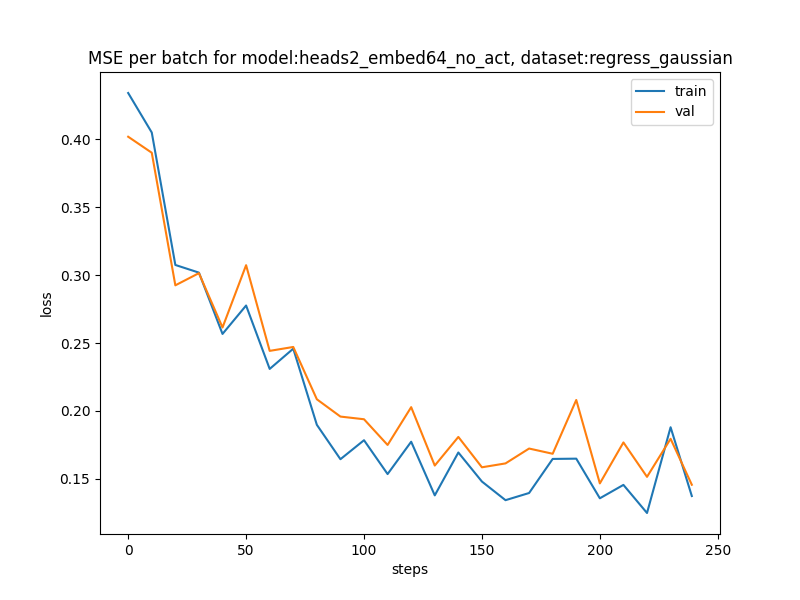 MSE per batch for model:heads2_embed64_no_act, dataset:regress_gaussian
train
val
0.40
0.35
0.30
0.25
0.20
0.15
loss
0 50 100 150 200 250
steps